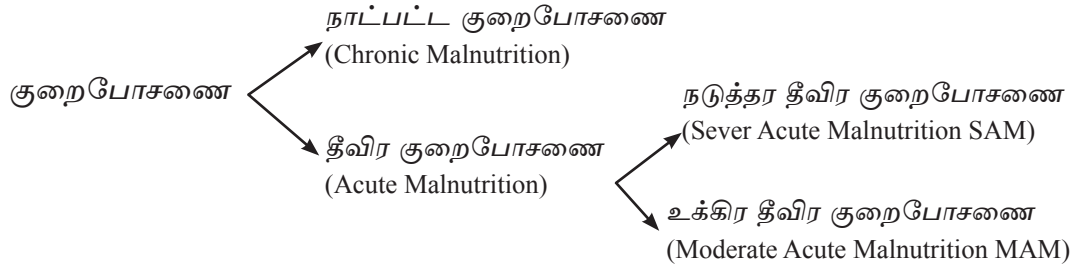 நாட்பட்ட குறைபோசணை
(Chronic Malnutrition)
குறைபோசணை
தீவிர குறைபோசணை
(Acute Malnutrition)
நடுத்தர தீவிர குறைபோசணை
(Sever Acute Malnutrition SAM)
உக்கிர தீவிர குறைபோசணை
(Moderate Acute Malnutrition MAM)